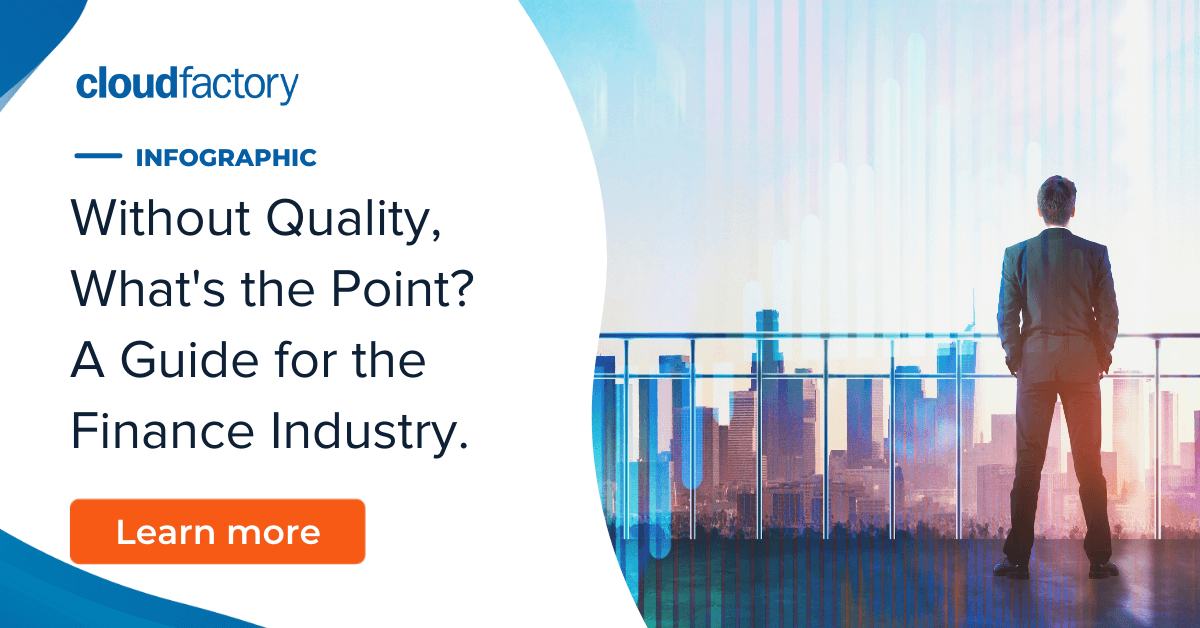 cloudfactory
INFOGRAPHIC
Without Quality,
What's the Point?
A Guide for the
Finance Industry.
Learn more